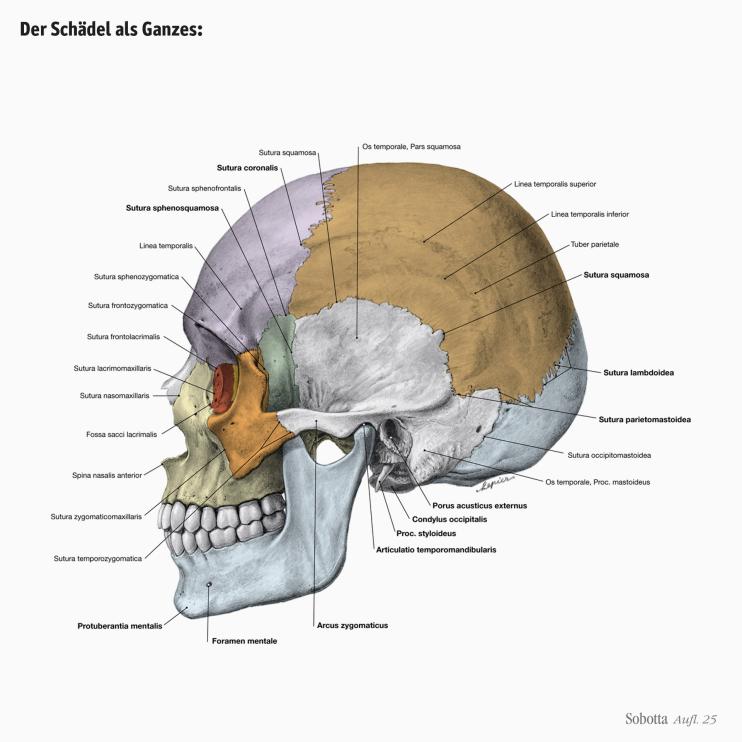 Der Schädel als Ganzes:
Os temporale, Pars squamosa
Sutura squamosa
Sutura coronalis
Sutura sphenofrontalis
Sutura sphenosquamosa
Linea temporalis
Sutura sphenozygomatica
Sutura frontozygomatica
Sutura frontolacrimalis
Sutura lacrimomaxillaris
Sutura nasomaxillaris
Fossa sacci lacrimalis
Spina nasalis anterior
Sutura zygomaticomaxillaris
Sutura temporozygomatica
Protuberantia mentalis
Foramen mentale
Linea temporalis superior
Linea temporalis inferior
Tuber parietale
Sutura squamosa
Sutura lambdoidea
Sutura parietomastoidea
Sutura occipitomastoidea
Os temporale, Proc. mastoideus
Lepier
Porus acusticus externus
Condylus occipitalis
Proc. styloideus
Articulatio temporomandibularis
Arcus zygomaticus
Sobotta Aufl. 25